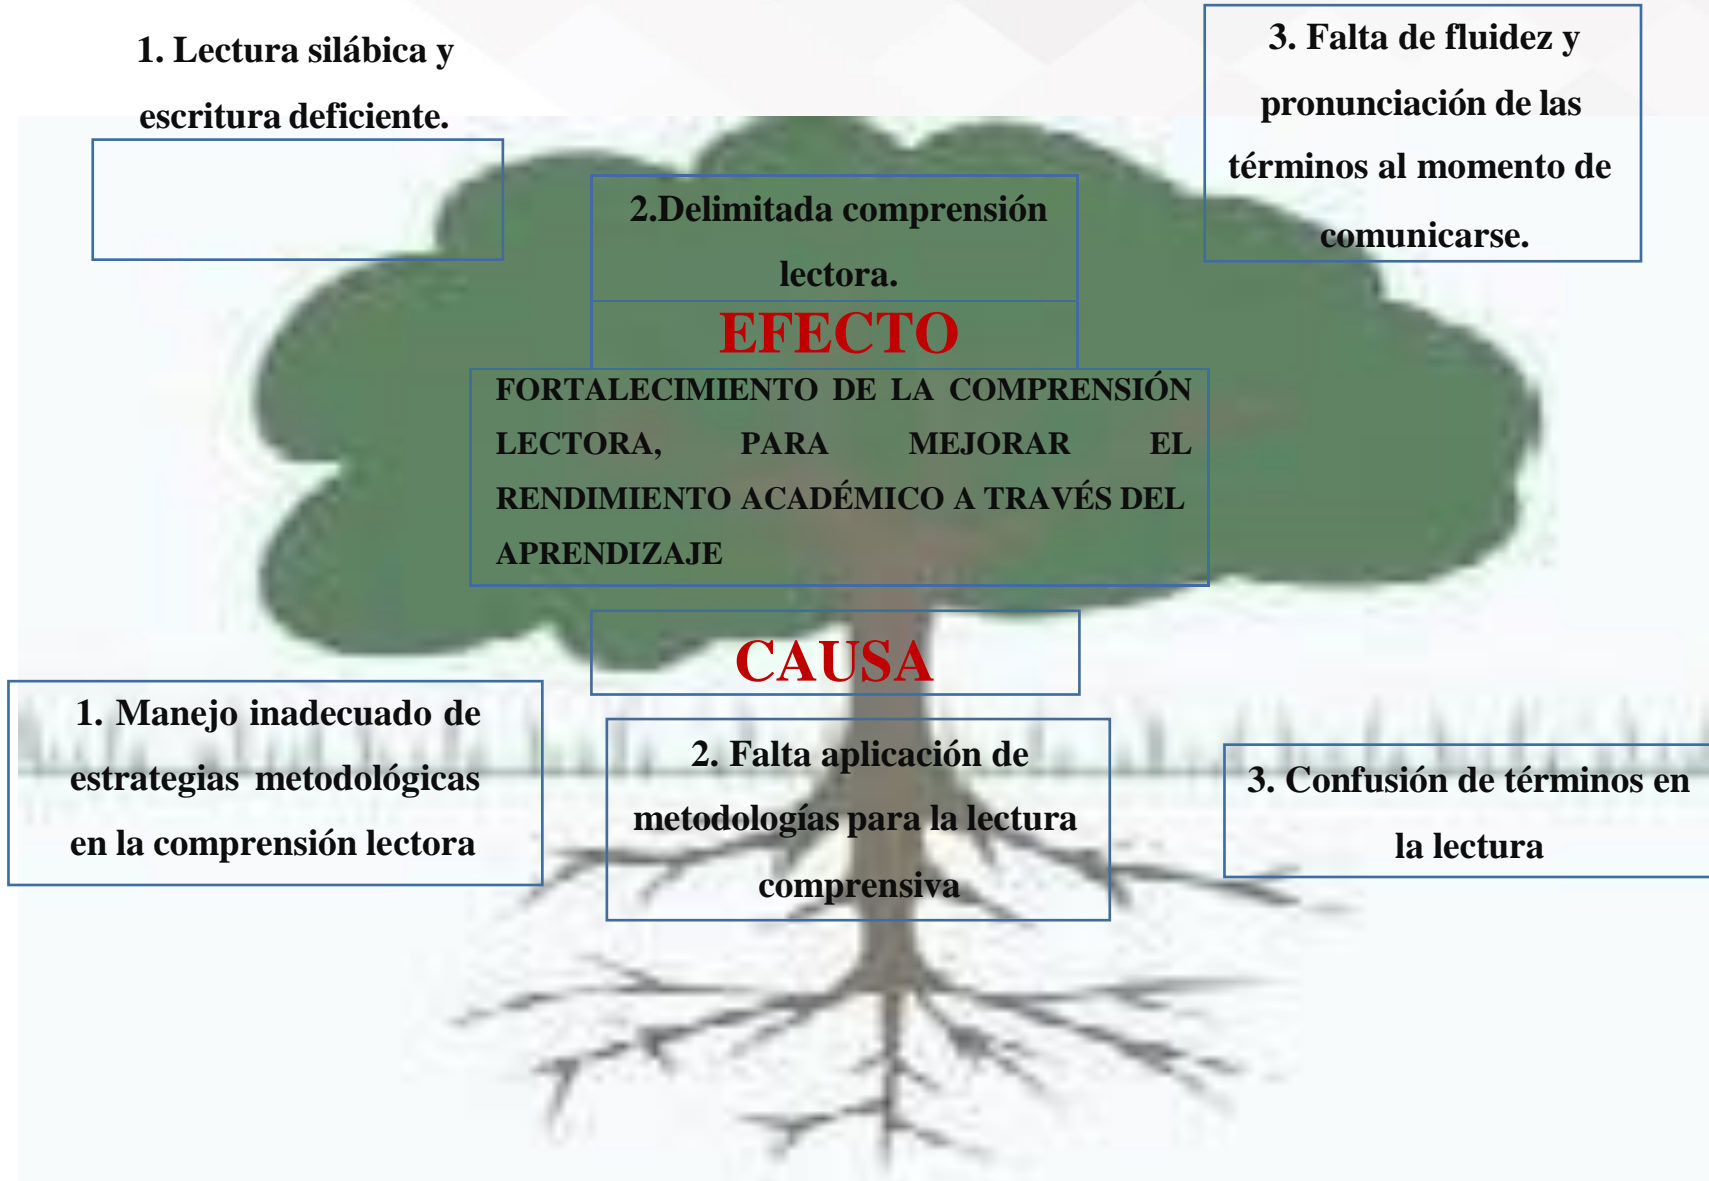 1. Lectura silábica y
escritura deficiente.
3. Falta de fluidez y
pronunciación de las
términos al momento de
comunicarse.
2.Delimitada comprensión
lectora.
EFECTO
FORTALECIMIENTO DE LA COMPRENSIÓN
LECTORA, PARA MEJORAR EL
RENDIMIENTO ACADÉMICO A TRAVÉS DEL
APRENDIZAJE
CAUSA
1. Manejo inadecuado de
estrategias metodológicas
en la comprensión lectora
2. Falta aplicación de
metodologías para la lectura
comprensiva
3. Confusión de términos en
la lectura